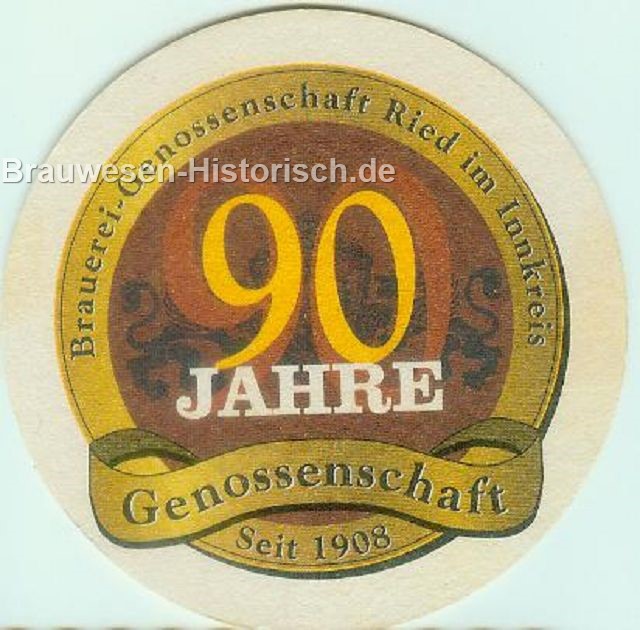 Brauerei-Genossenschaft Ried im Innkreis
Brauwesen-Historisch.de
90
JAHRE
Genossenschaft
Seit 1908